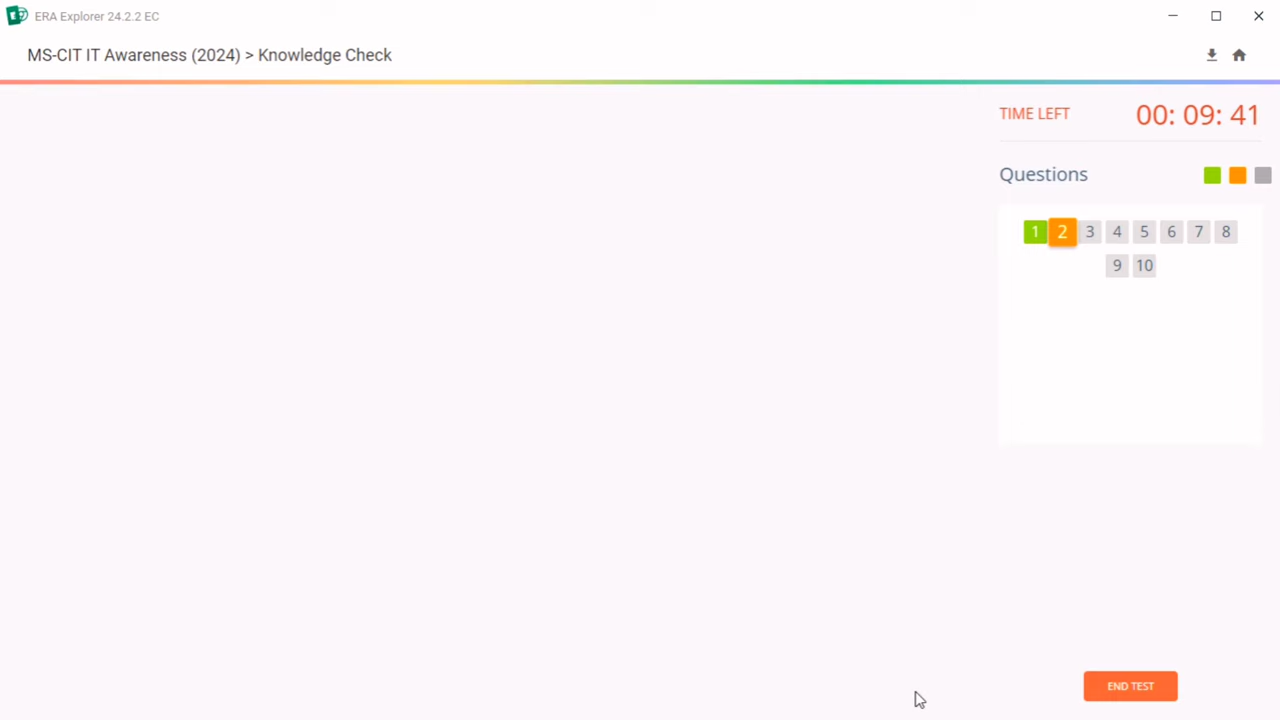 ERA Explorer 24.2.2 EC
MS-CIT IT Awareness (2024) > Knowledge Check
TIME LEFT 00: 09: 41
Questions
1 2 3 4 5 6 7 8
9 10
END TEST